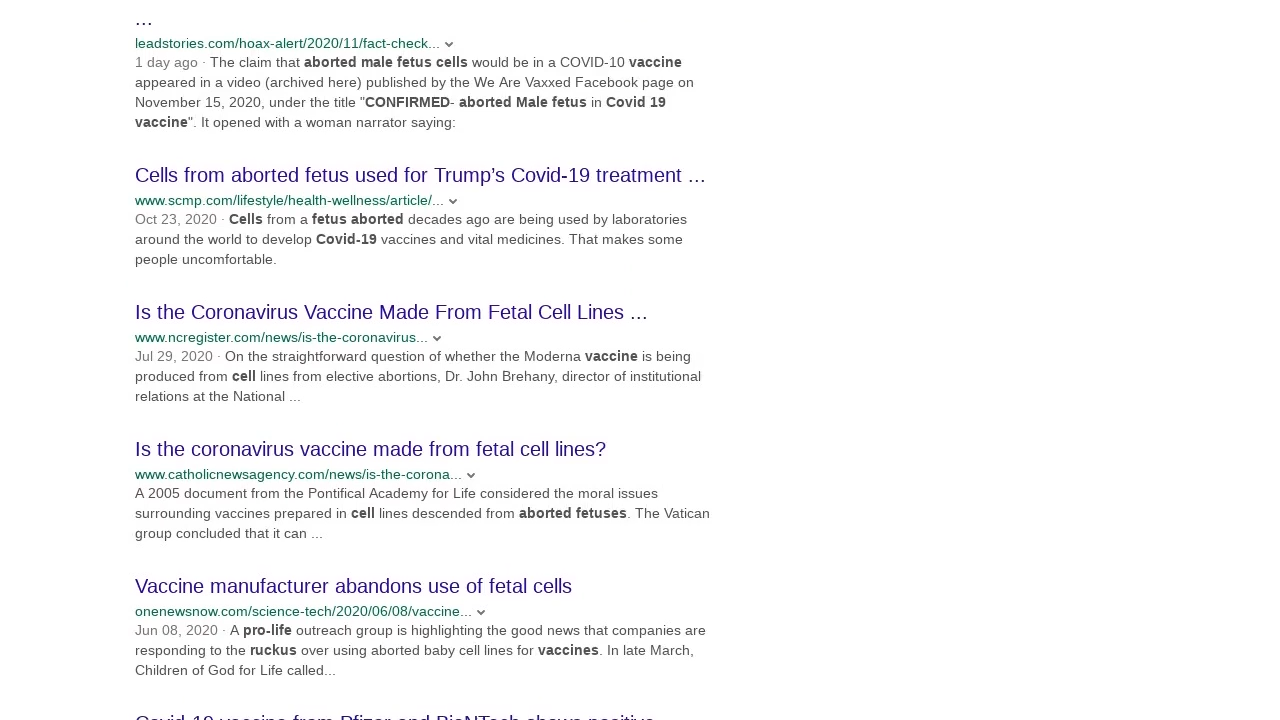 ...
leadstories.com/hoax-alert/2020/11/fact-check...
1 day ago · The claim that aborted male fetus cells would be in a COVID-10 vaccine
appeared in a video (archived here) published by the We Are Vaxxed Facebook page on
November 15, 2020, under the title "CONFIRMED- aborted Male fetus in Covid 19
vaccine". It opened with a woman narrator saying:
Cells from aborted fetus used for Trump’s Covid-19 treatment ...
www.scmp.com/lifestyle/health-wellness/article/...
Oct 23, 2020 · Cells from a fetus aborted decades ago are being used by laboratories
around the world to develop Covid-19 vaccines and vital medicines. That makes some
people uncomfortable.
Is the Coronavirus Vaccine Made From Fetal Cell Lines ...
www.ncregister.com/news/is-the-coronavirus...
Jul 29, 2020 · On the straightforward question of whether the Moderna vaccine is being
produced from cell lines from elective abortions, Dr. John Brehany, director of institutional
relations at the National ...
Is the coronavirus vaccine made from fetal cell lines?
www.catholicnewsagency.com/news/is-the-corona...
A 2005 document from the Pontifical Academy for Life considered the moral issues
surrounding vaccines prepared in cell lines descended from aborted fetuses. The Vatican
group concluded that it can ...
Vaccine manufacturer abandons use of fetal cells
onenewsnow.com/science-tech/2020/06/08/vaccine...
Jun 08, 2020 · A pro-life outreach group is highlighting the good news that companies are
responding to the ruckus over using aborted baby cell lines for vaccines. In late March,
Children of God for Life called...
Covid-19 vaccine from Pfizer and BioNTech shows positive